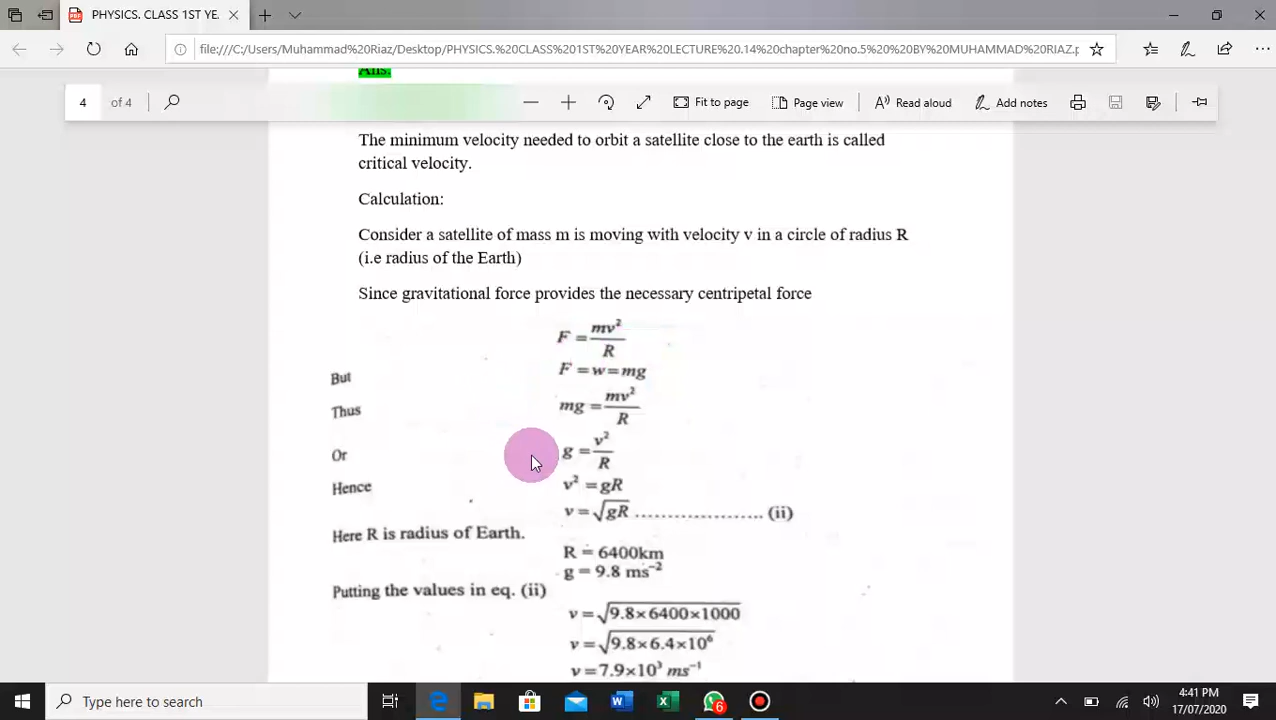 PHYSICS. CLASS 1ST YE
file:///C:/Users/Muhammad%20Riaz/Desktop/PHYSICS.%20CLASS%201ST%20YEAR%20LECTURE%20.14%20chapter%20no.5%20%20BY%20MUHAMMAD%20RIAZ.p
Ans:
4 of 4 Fit to page Page view Read aloud Add notes
The minimum velocity needed to orbit a satellite close to the earth is called
critical velocity.
Calculation:
Consider a satellite of mass m is moving with velocity v in a circle of radius R
(i.e radius of the Earth)
Since gravitational force provides the necessary centripetal force
F = mv²/R
But F = w = mg
Thus mg = mv²/R
Or g = v²/R
Hence v² = gR
v = √gR ..................... (ii)
Here R is radius of Earth.
R = 6400km
g = 9.8 ms⁻²
Putting the values in eq. (ii)
v = √9.8×6400×1000
v = √9.8×6.4×10⁶
v = 7.9×10³ ms⁻¹
Type here to search 6 4:41 PM
17/07/2020